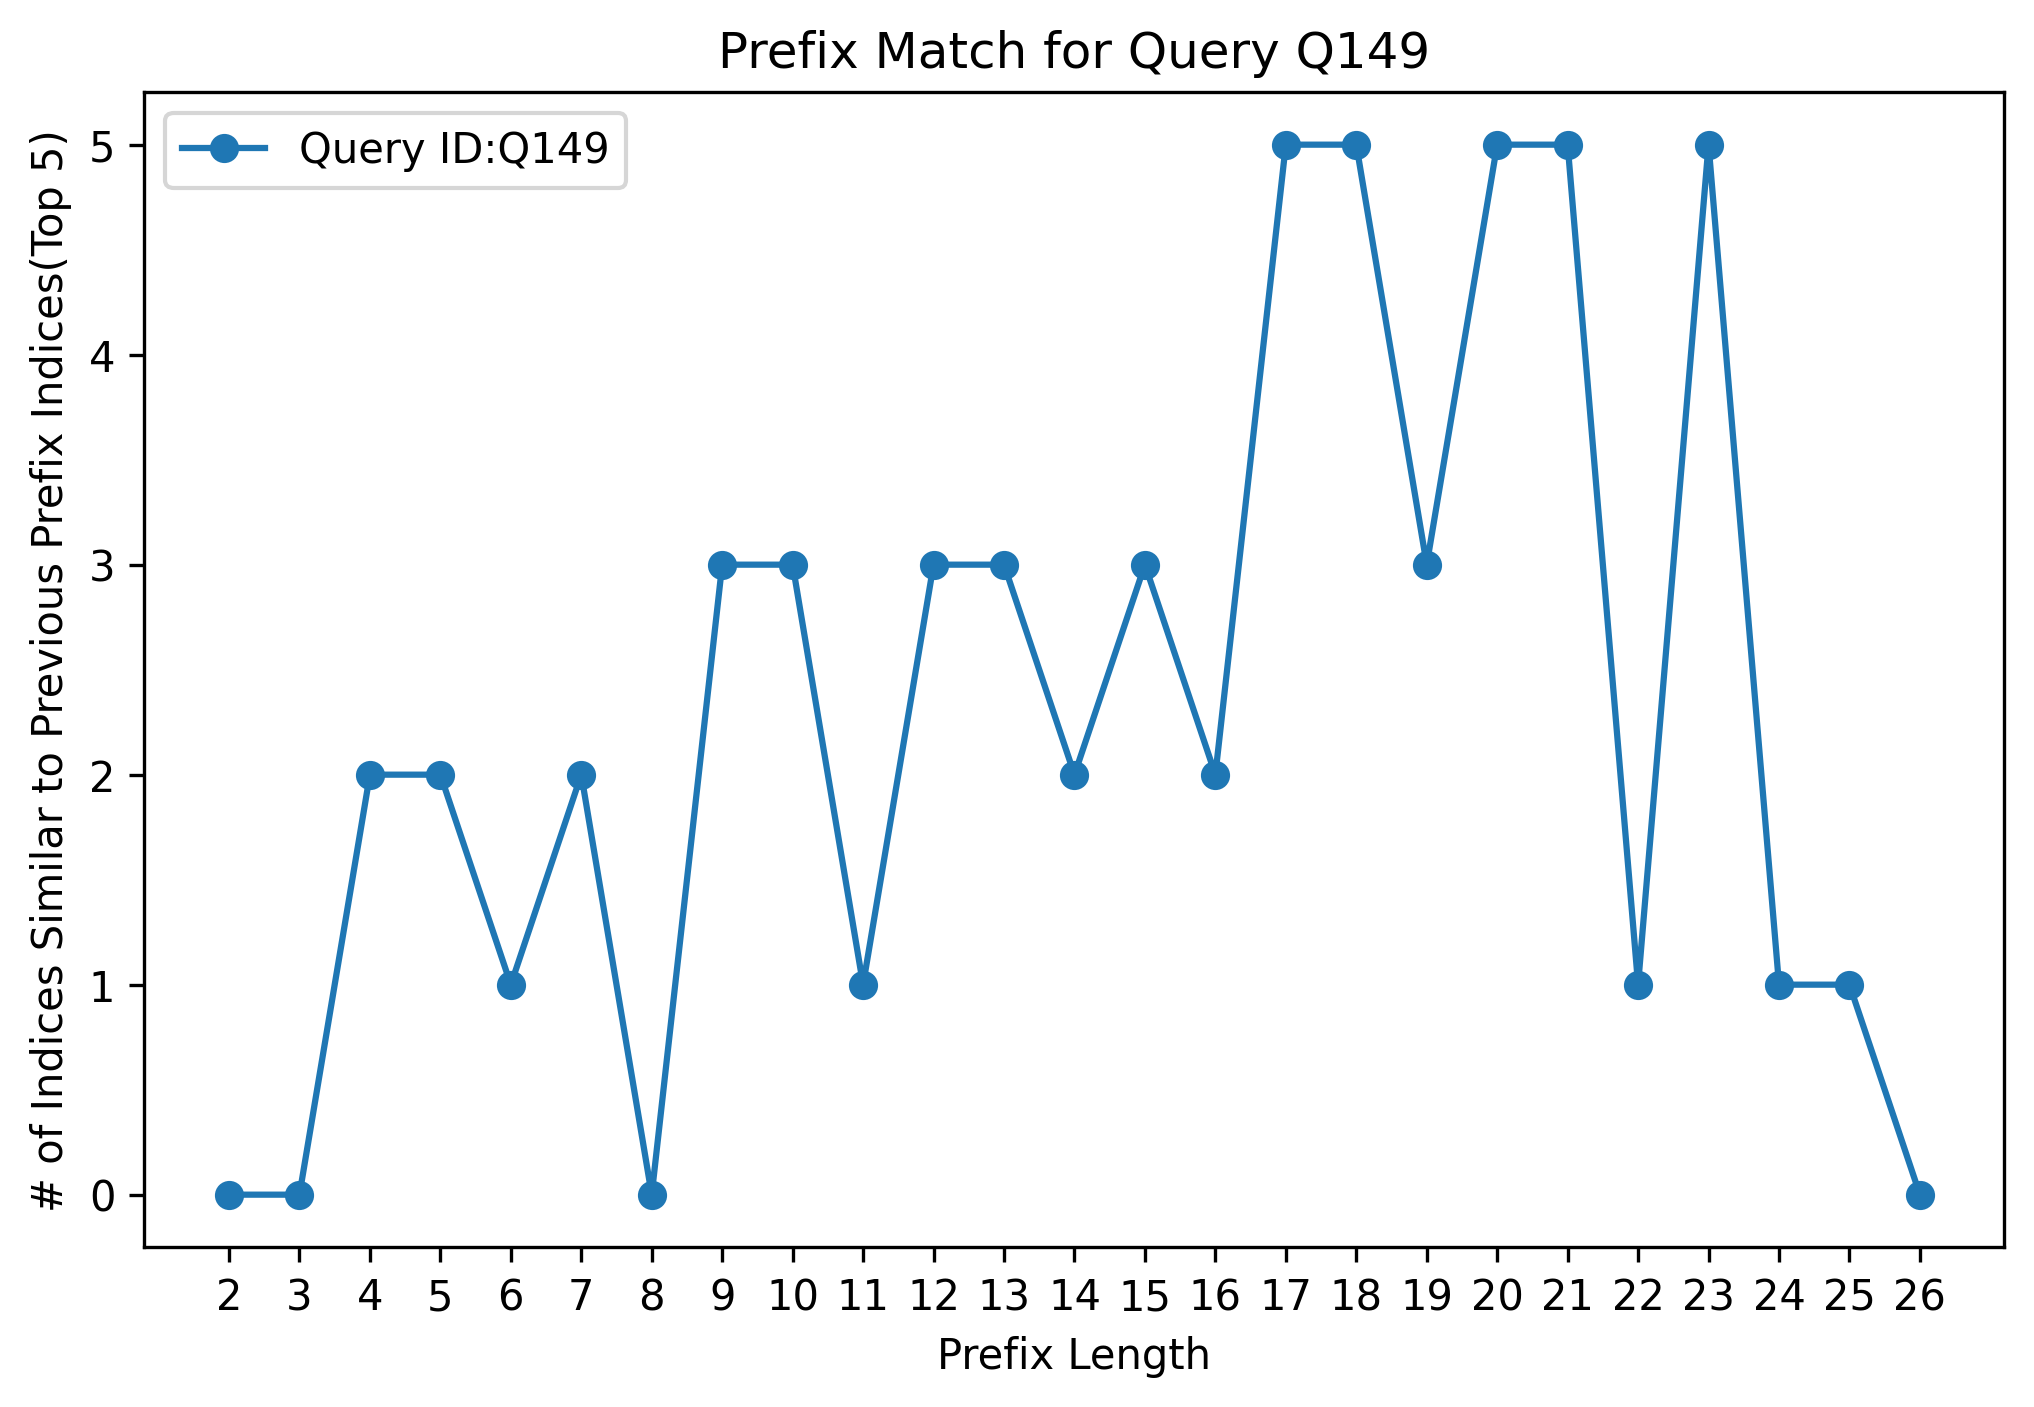 Prefix Match for Query Q149
Query ID:Q149
# of Indices Similar to Previous Prefix Indices(Top 5)
5
4
3
2
1
0
2 3 4 5 6 7 8 9 10 11 12 13 14 15 16 17 18 19 20 21 22 23 24 25 26
Prefix Length